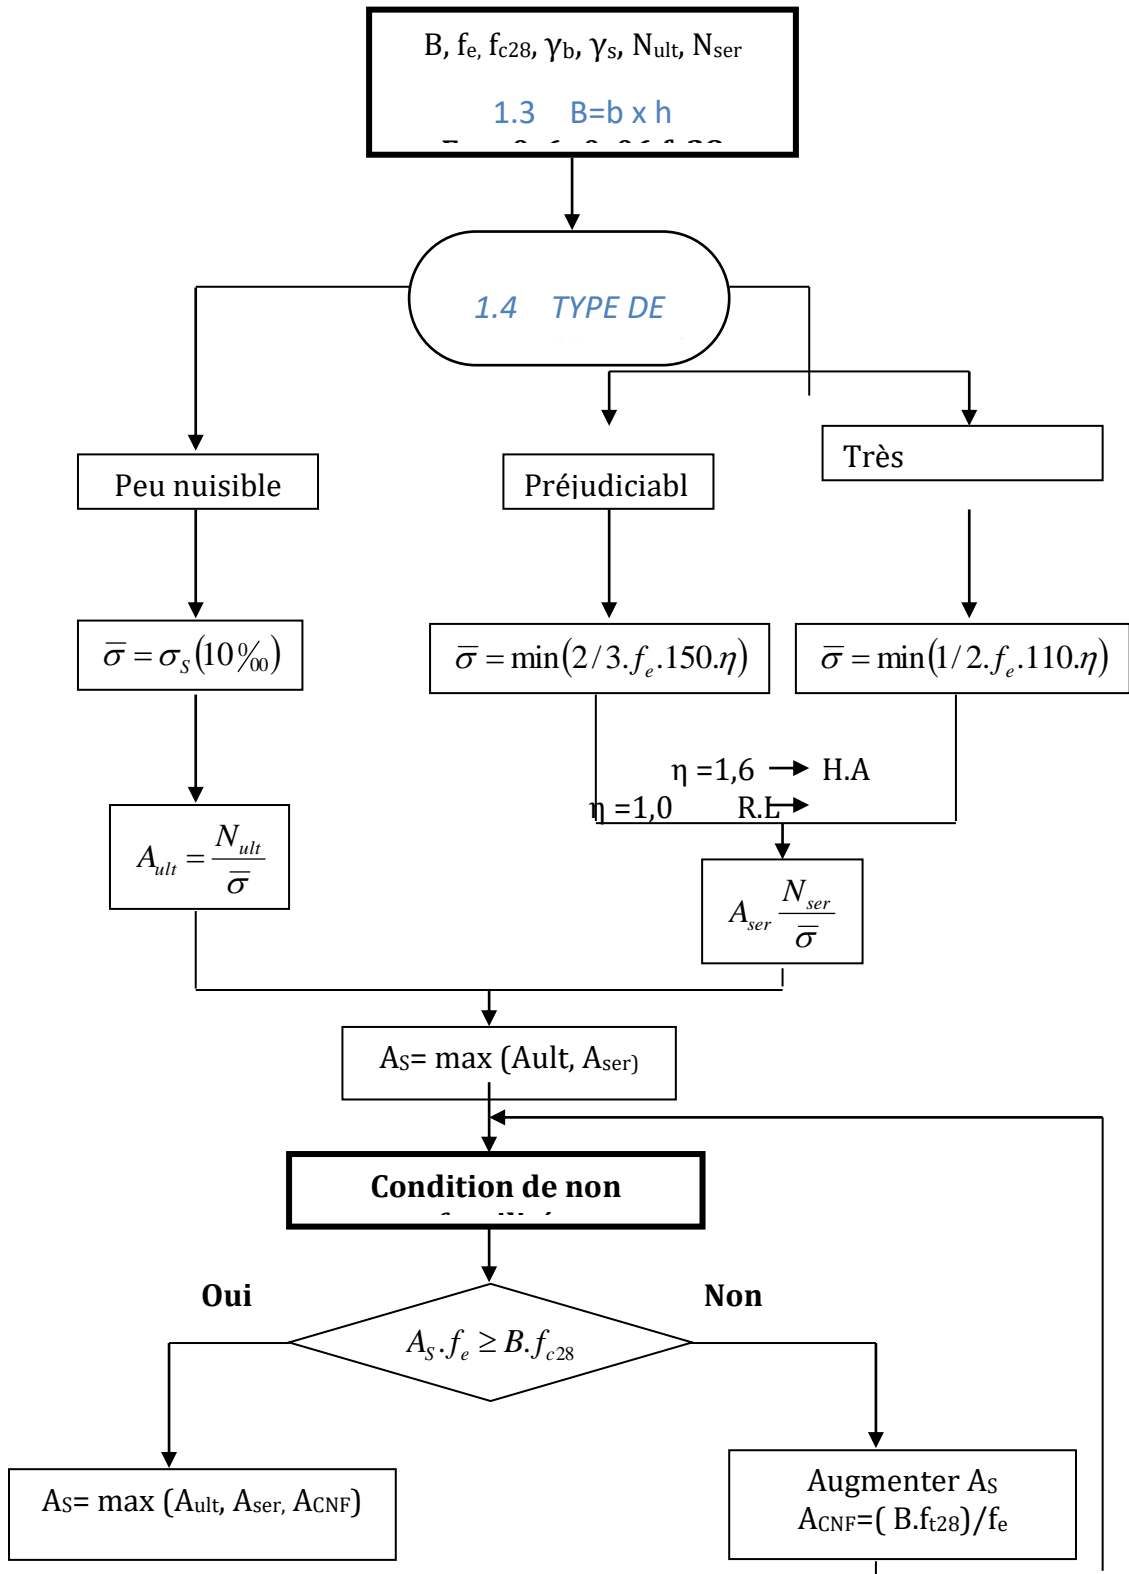 B, fe, fc28, γb, γs, Nult, Nser
1.3 B=b x h
1.4 TYPE DE
Peu nuisible
Préjudiciabl
Très
σ̅ = σS(10‰)
σ̅ = min(2/3.fe.150.η)
σ̅ = min(1/2.fe.110.η)
η =1,6 → H.A
η =1,0 R.L →
Ault = Nult / σ̅
Aser Nser / σ̅
AS= max (Ault, Aser)
Condition de non
Oui
Non
AS.fe ≥ B.fc28
AS= max (Ault, Aser, ACNF)
Augmenter AS
ACNF=( B.ft28)/fe